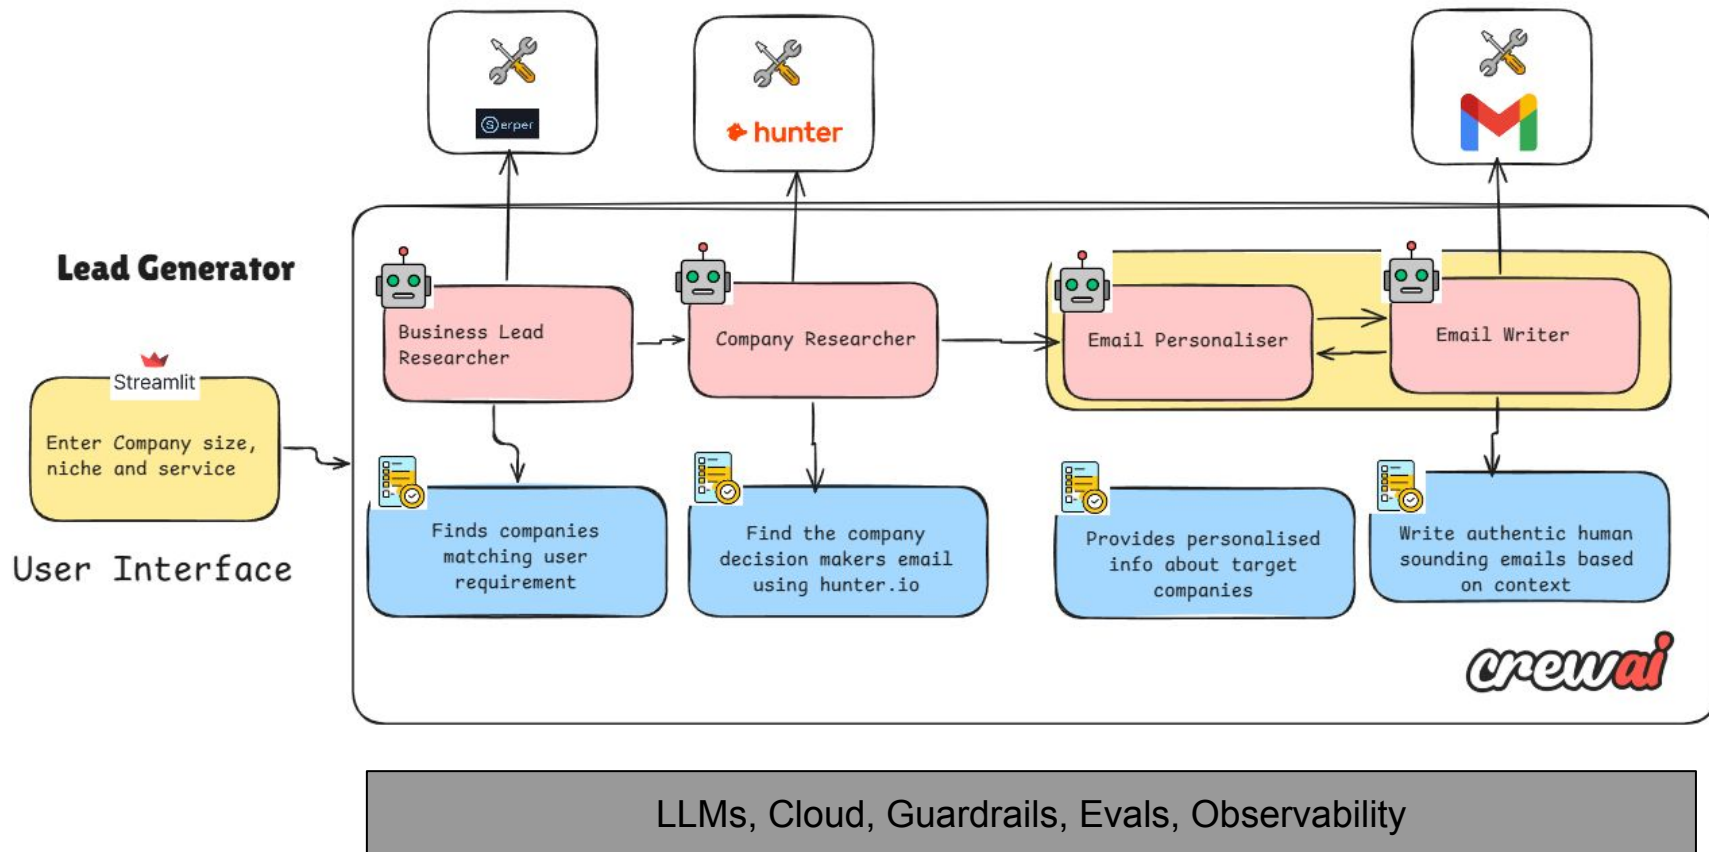 Serper
hunter
Lead Generator
Business Lead
Researcher
Company Researcher
Email Personaliser
Email Writer
Streamlit
Enter Company size,
niche and service
User Interface
Finds companies
matching user
requirement
Find the company
decision makers email
using hunter.io
Provides personalised
info about target
companies
Write authentic human
sounding emails based
on context
crewai
LLMs, Cloud, Guardrails, Evals, Observability